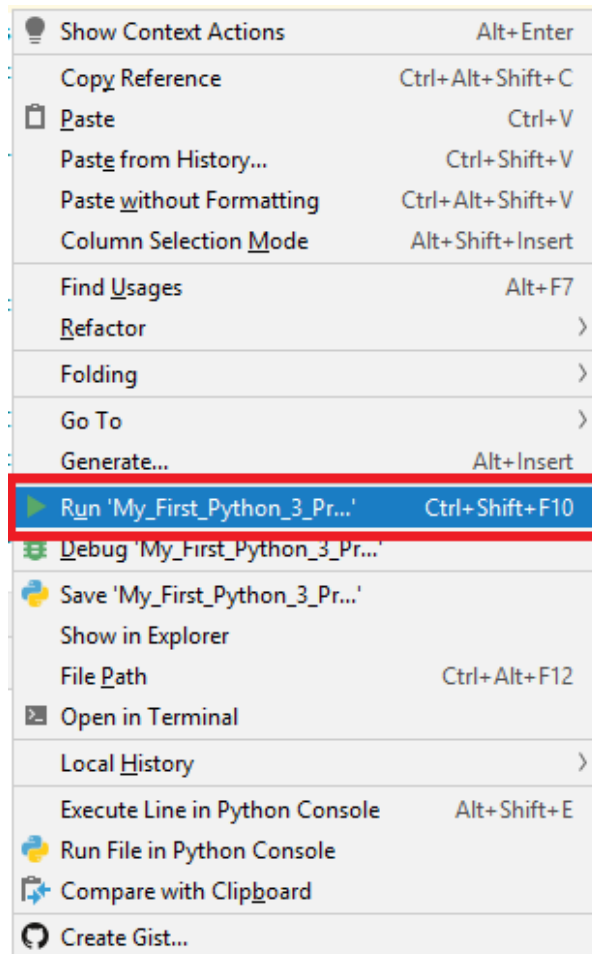 Show Context Actions Alt+Enter
Copy Reference Ctrl+Alt+Shift+C
Paste Ctrl+V
Paste from History... Ctrl+Shift+V
Paste without Formatting Ctrl+Alt+Shift+V
Column Selection Mode Alt+Shift+Insert
Find Usages Alt+F7
Refactor
Folding
Go To
Generate... Alt+Insert
Run 'My_First_Python_3_Pr...' Ctrl+Shift+F10
Debug 'My_First_Python_3_Pr...'
Save 'My_First_Python_3_Pr...'
Show in Explorer
File Path Ctrl+Alt+F12
Open in Terminal
Local History
Execute Line in Python Console Alt+Shift+E
Run File in Python Console
Compare with Clipboard
Create Gist...